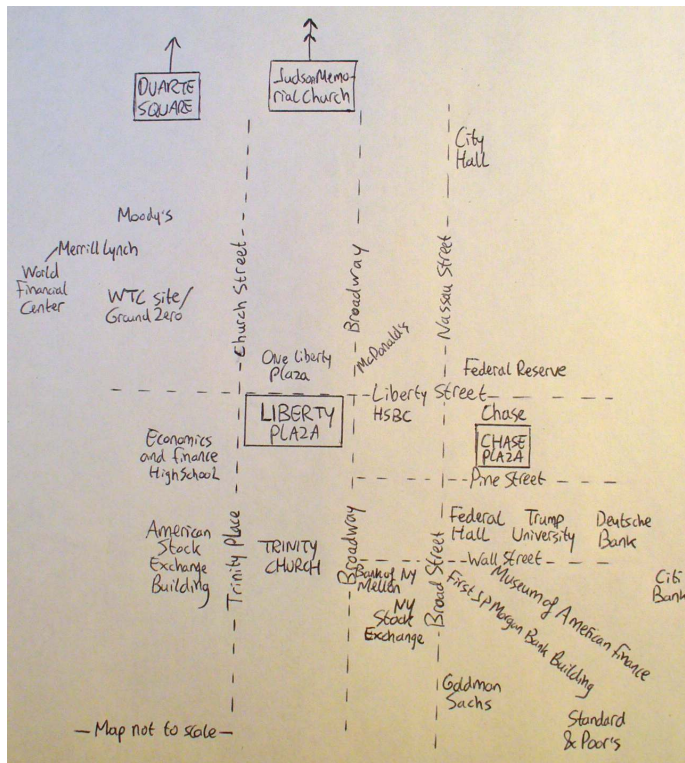 DUARTE
SQUARE
Judson Memo-
rial Church
City
Hall
Moody's
Merrill Lynch
World
Financial
Center
WTC site/
Ground Zero
Church Street
Broadway
Nassau Street
McDonald's
One Liberty
Plaza
Federal Reserve
Liberty Street
LIBERTY
PLAZA
HSBC
Chase
CHASE
PLAZA
Economics
and finance
High School
Pine Street
American
Stock
Exchange
Building
Trinity Place
TRINITY
CHURCH
Broadway
Broad Street
Federal
Hall
Trump
University
Deutsche
Bank
Wall Street
Bank of NY
Mellon
NY
Stock
Exchange
Museum of American Finance
First JP Morgan Bank Building
Citi
Bank
Goldman
Sachs
Standard
& Poor's
— Map not to scale —